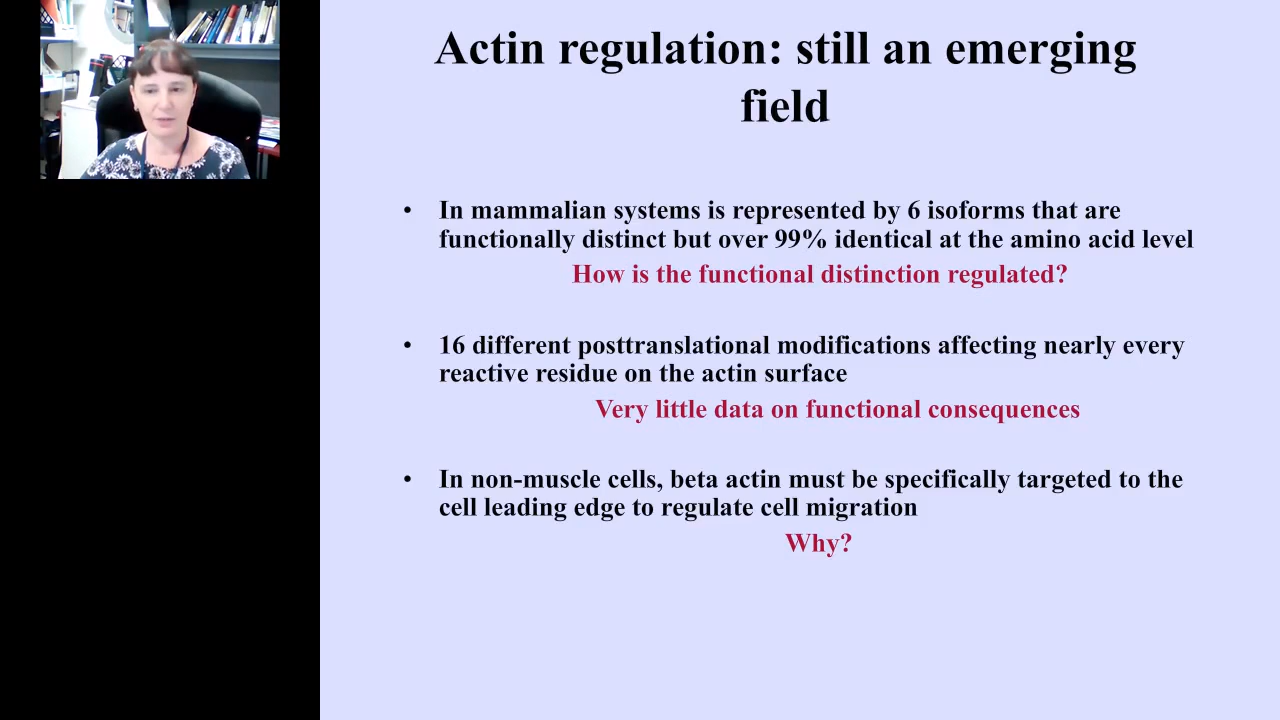 Actin regulation: still an emerging
field
• In mammalian systems is represented by 6 isoforms that are
functionally distinct but over 99% identical at the amino acid level
How is the functional distinction regulated?
• 16 different posttranslational modifications affecting nearly every
reactive residue on the actin surface
Very little data on functional consequences
• In non-muscle cells, beta actin must be specifically targeted to the
cell leading edge to regulate cell migration
Why?